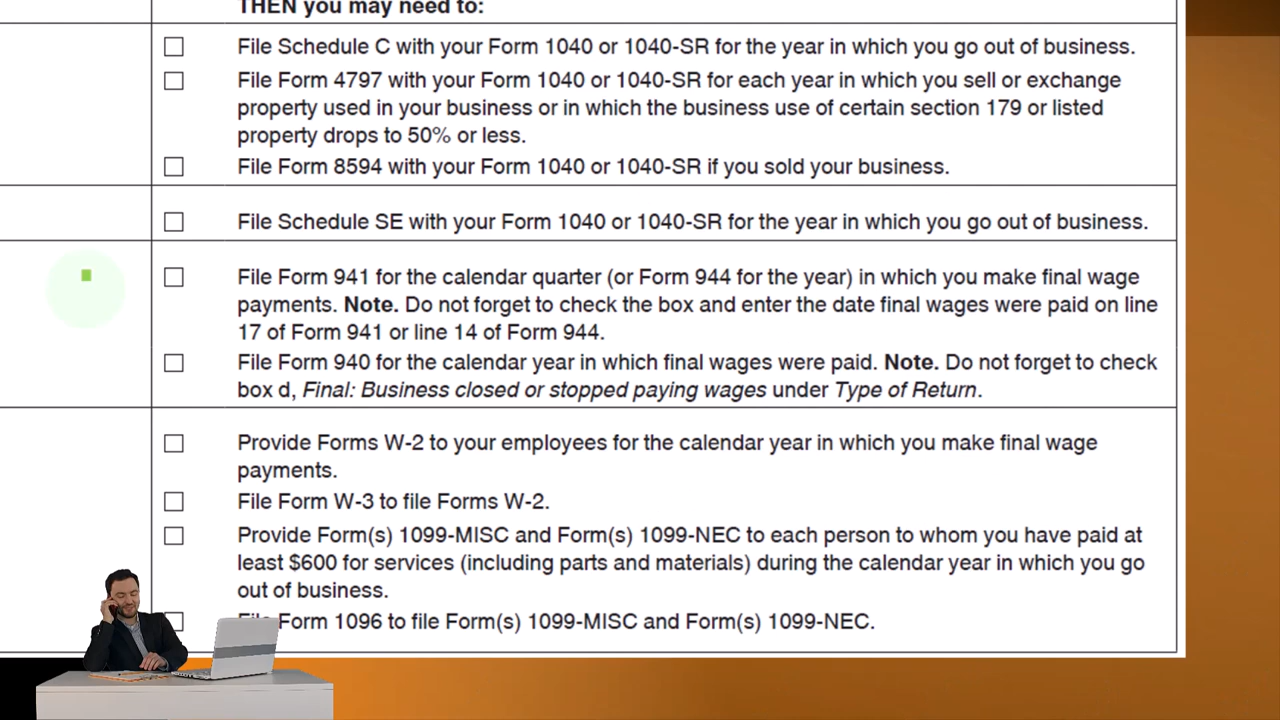 THEN you may need to:
File Schedule C with your Form 1040 or 1040-SR for the year in which you go out of business.
File Form 4797 with your Form 1040 or 1040-SR for each year in which you sell or exchange
property used in your business or in which the business use of certain section 179 or listed
property drops to 50% or less.
File Form 8594 with your Form 1040 or 1040-SR if you sold your business.
File Schedule SE with your Form 1040 or 1040-SR for the year in which you go out of business.
File Form 941 for the calendar quarter (or Form 944 for the year) in which you make final wage
payments. Note. Do not forget to check the box and enter the date final wages were paid on line
17 of Form 941 or line 14 of Form 944.
File Form 940 for the calendar year in which final wages were paid. Note. Do not forget to check
box d, Final: Business closed or stopped paying wages under Type of Return.
Provide Forms W-2 to your employees for the calendar year in which you make final wage
payments.
File Form W-3 to file Forms W-2.
Provide Form(s) 1099-MISC and Form(s) 1099-NEC to each person to whom you have paid at
least $600 for services (including parts and materials) during the calendar year in which you go
out of business.
Form 1096 to file Form(s) 1099-MISC and Form(s) 1099-NEC.